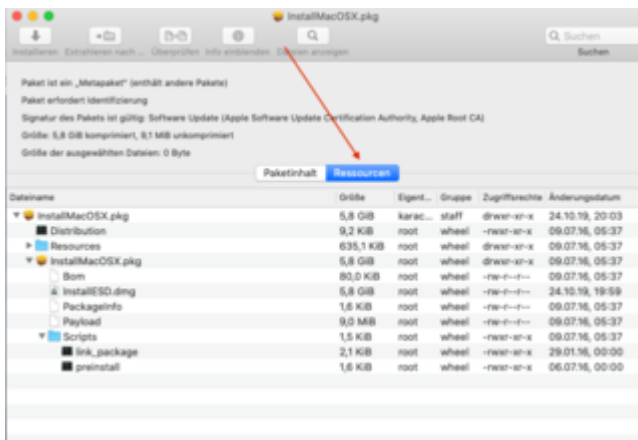 InstallMacOSX.pkg
Suchen
Installieren Extrahieren nach ... Überprüfen Info einblenden Dateien anzeigen Suchen
Paket ist ein „Metapaket“ (enthält andere Pakete)
Paket erfordert Identifizierung
Signatur des Pakets ist gültig: Software Update (Apple Software Update Certification Authority, Apple Root CA)
Größe: 5,8 GiB komprimiert, 9,1 MiB unkomprimiert
Größe der ausgewählten Dateien: 0 Byte
Paketinhalt Ressourcen
Dateiname Größe Eigent... Gruppe Zugriffsrechte Änderungsdatum
InstallMacOSX.pkg 5,8 GiB karac... staff drwxr-xr-x 24.10.19, 20:03
Distribution 9,2 KiB root wheel -rwxr-xr-x 09.07.16, 05:37
Resources 635,1 KiB root wheel drwxr-xr-x 09.07.16, 05:37
InstallMacOSX.pkg 5,8 GiB root wheel drwxr-xr-x 09.07.16, 05:37
Bom 80,0 KiB root wheel -rw-r--r-- 09.07.16, 05:37
InstallESD.dmg 5,8 GiB root wheel -rw-r--r-- 24.10.19, 19:59
PackageInfo 1,6 KiB root wheel -rw-r--r-- 09.07.16, 05:37
Payload 9,0 MiB root wheel -rw-r--r-- 09.07.16, 05:37
Scripts 1,5 KiB root wheel drwxr-xr-x 09.07.16, 05:37
link_package 2,1 KiB root wheel -rwxr-xr-x 29.01.16, 00:00
preinstall 1,6 KiB root wheel -rwxr-xr-x 06.07.16, 00:00